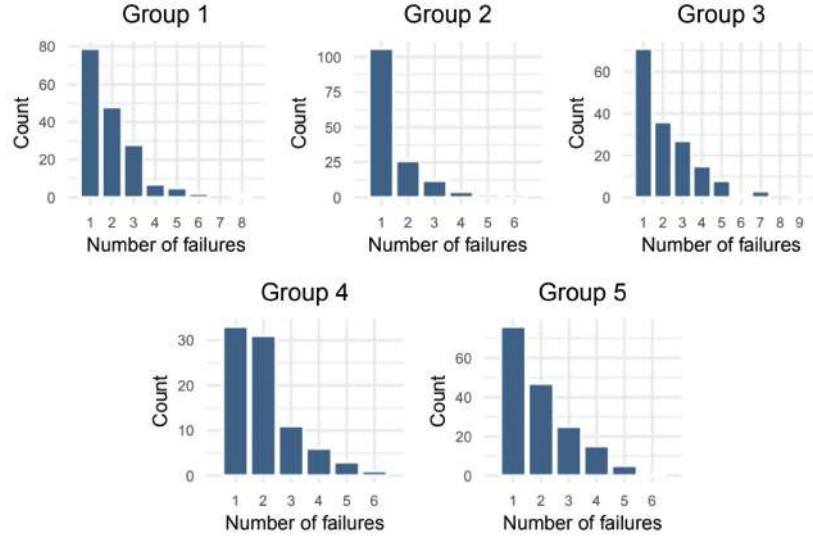 Group 1
80
60
40
20
0
Count
1 2 3 4 5 6 7 8
Number of failures
Group 2
100
75
50
25
0
Count
1 2 3 4 5 6
Number of failures
Group 3
60
40
20
0
Count
1 2 3 4 5 6 7 8 9
Number of failures
Group 4
30
20
10
0
Count
1 2 3 4 5 6
Number of failures
Group 5
60
40
20
0
Count
1 2 3 4 5 6
Number of failures